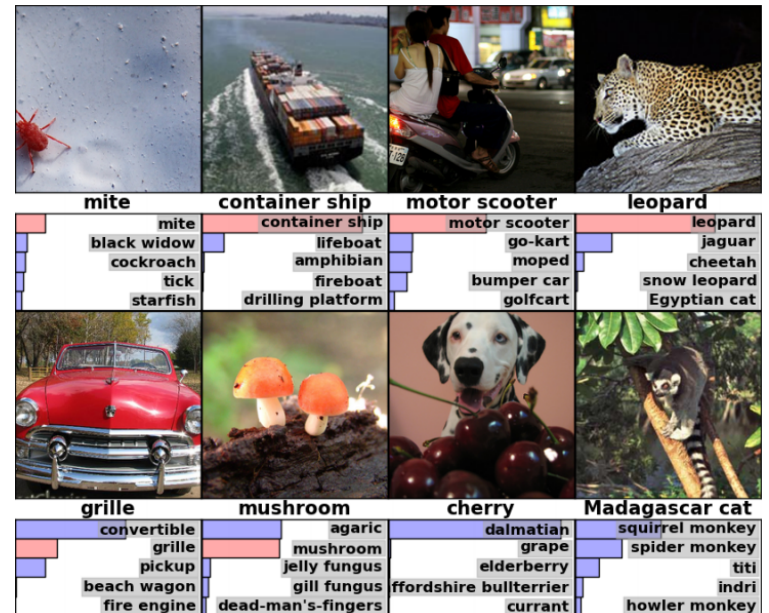 mite
container ship
motor scooter
leopard
mite
black widow
cockroach
tick
starfish
container ship
lifeboat
amphibian
fireboat
drilling platform
motor scooter
go-kart
moped
bumper car
golfcart
leopard
jaguar
cheetah
snow leopard
Egyptian cat
grille
mushroom
cherry
Madagascar cat
convertible
grille
pickup
beach wagon
fire engine
agaric
mushroom
jelly fungus
gill fungus
dead-man's-fingers
dalmatian
grape
elderberry
ffordshire bullterrier
currant
squirrel monkey
spider monkey
titi
indri
howler monkey